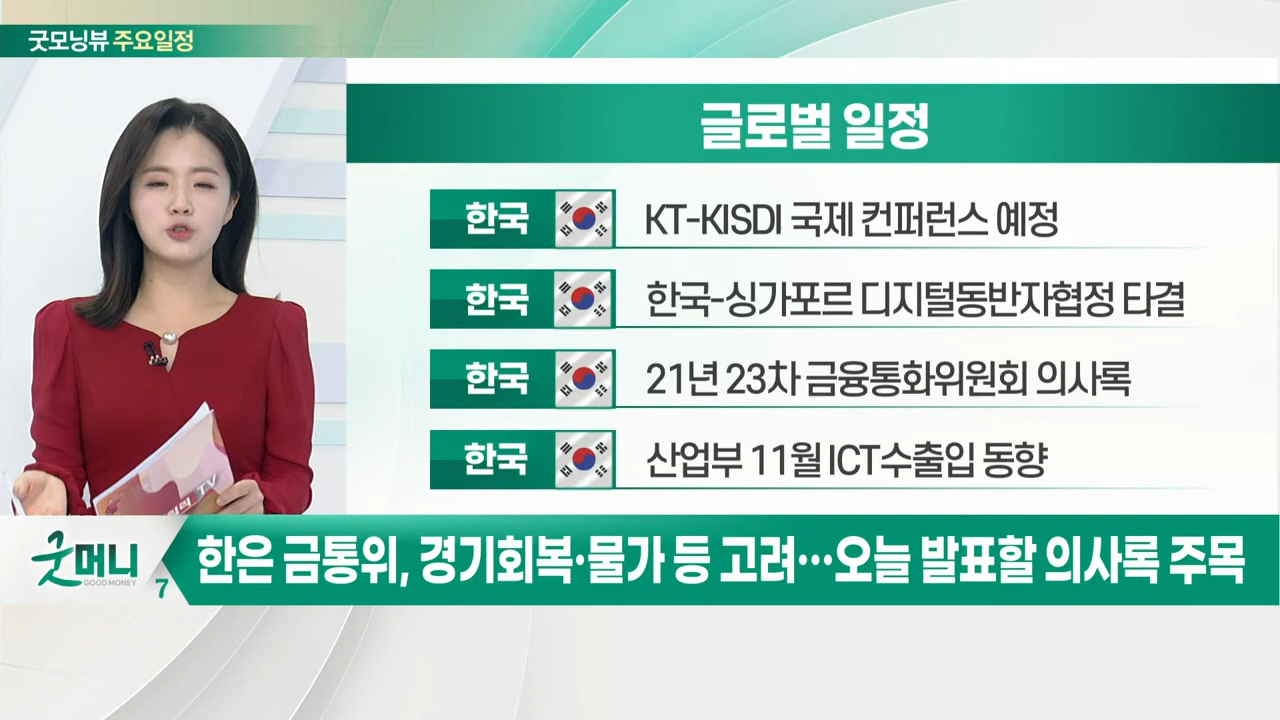 굿모닝뷰 주요일정
글로벌 일정
한국 KT-KISDI 국제 컨퍼런스 예정
한국 한국-싱가포르 디지털동반자협정 타결
한국 21년 23차 금융통화위원회 의사록
한국 산업부 11월 ICT수출입 동향
TV
굿머니
GOOD MONEY
7
한은 금통위, 경기회복·물가 등 고려…오늘 발표할 의사록 주목